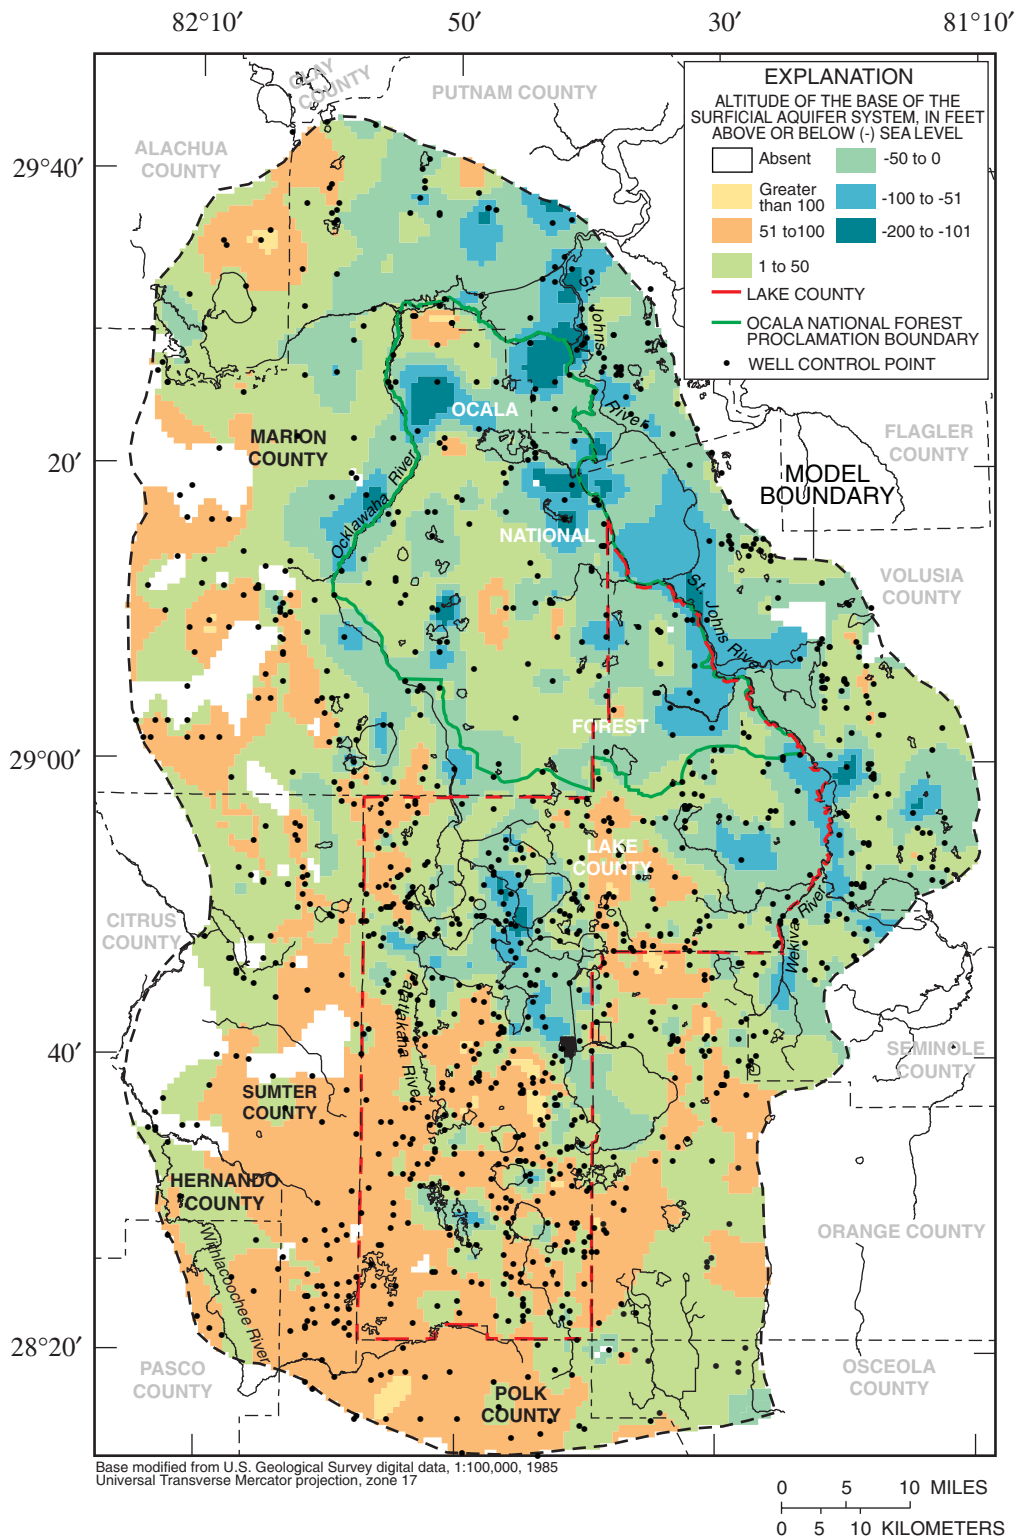 82°10'
50'
30'
81°10'
29°40'
20'
29°00'
40'
28°20'
CLAY
COUNTY
PUTNAM COUNTY
ALACHUA
COUNTY
EXPLANATION
ALTITUDE OF THE BASE OF THE
SURFICIAL AQUIFER SYSTEM, IN FEET
ABOVE OR BELOW (-) SEA LEVEL
Absent
Greater
than 100
51 to100
1 to 50
-50 to 0
-100 to -51
-200 to -101
LAKE COUNTY
OCALA NATIONAL FOREST
PROCLAMATION BOUNDARY
WELL CONTROL POINT
St. Johns
River
OCALA
MARION
COUNTY
FLAGLER
COUNTY
MODEL
BOUNDARY
Ocklawaha River
NATIONAL
VOLUSIA
COUNTY
St. Johns River
FOREST
LAKE
COUNTY
CITRUS
COUNTY
Wekiva River
Palatlakaha River
SEMINOLE
COUNTY
SUMTER
COUNTY
HERNANDO
COUNTY
ORANGE COUNTY
Withlacoochee River
PASCO
COUNTY
OSCEOLA
COUNTY
POLK
COUNTY
Base modified from U.S. Geological Survey digital data, 1:100,000, 1985
Universal Transverse Mercator projection, zone 17
0 5 10 MILES
0 5 10 KILOMETERS